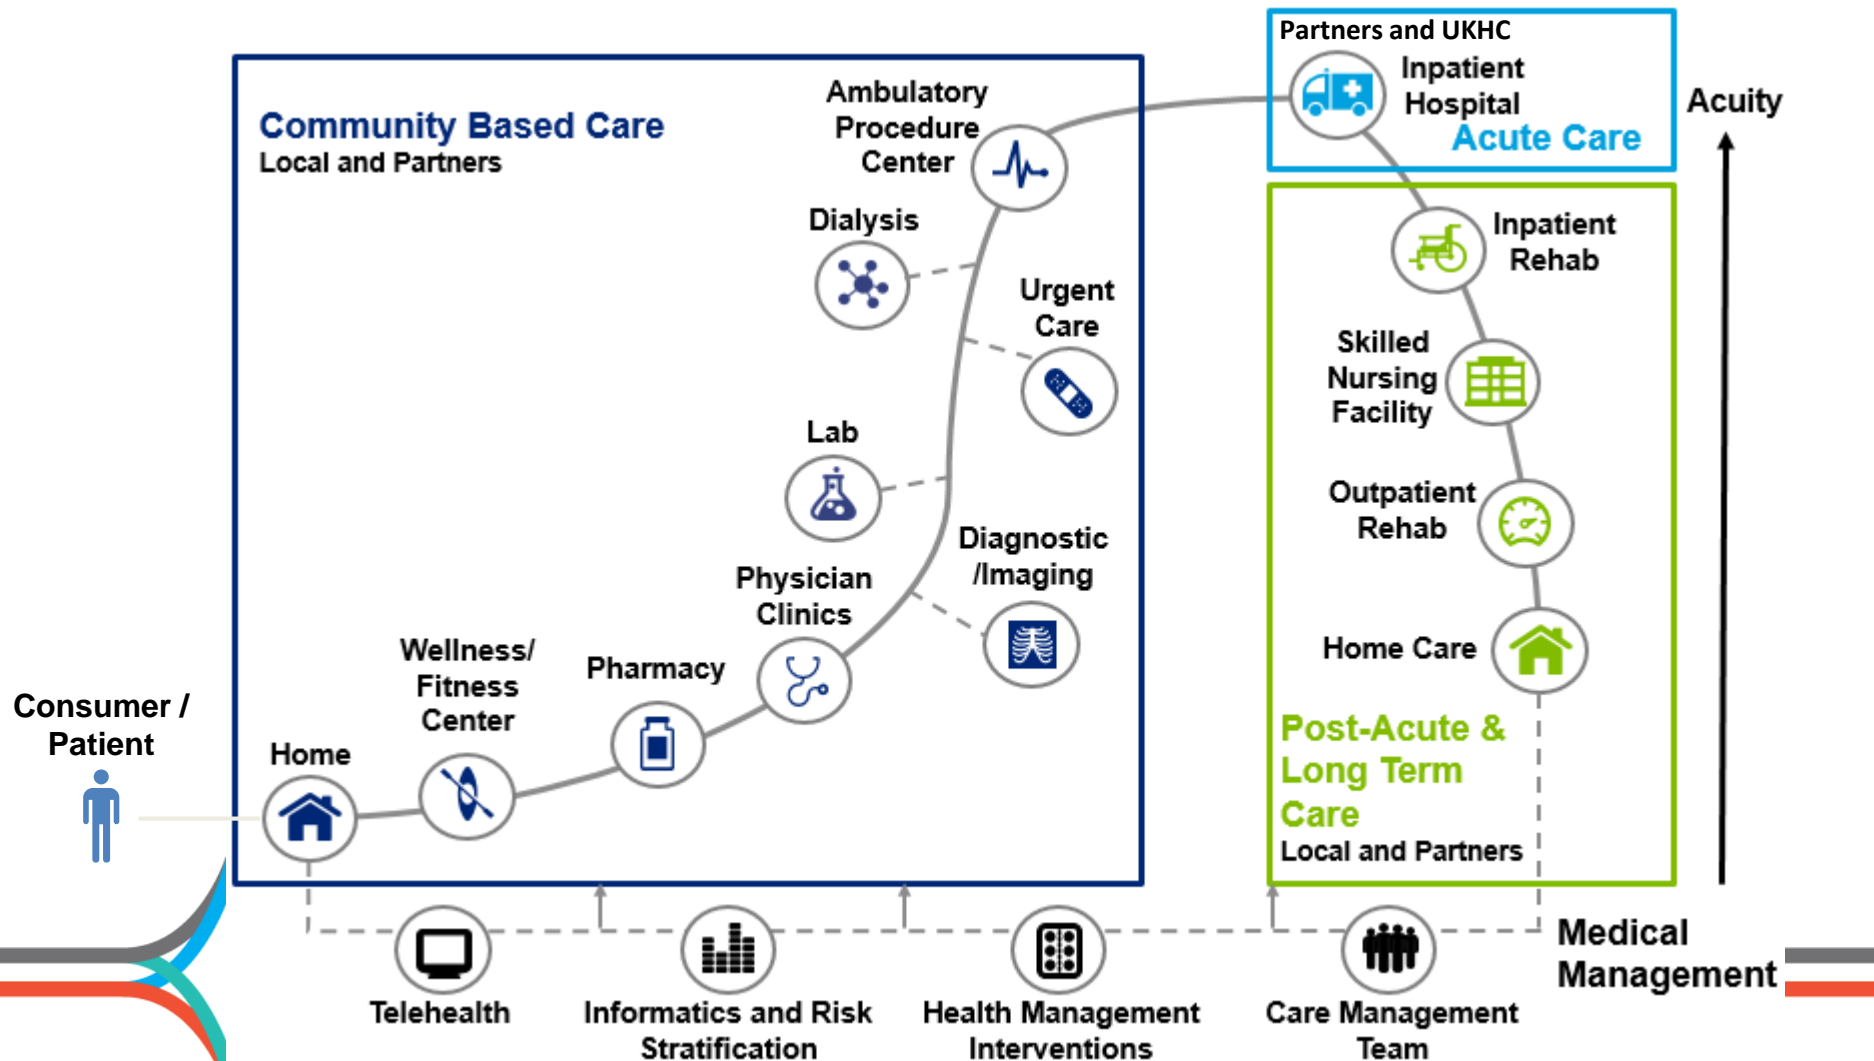 Partners and UKHC
Inpatient
Hospital
Acute Care
Acuity
Community Based Care
Local and Partners
Ambulatory
Procedure
Center
Dialysis
Urgent
Care
Lab
Diagnostic
/Imaging
Physician
Clinics
Pharmacy
Wellness/
Fitness
Center
Home
Consumer /
Patient
Inpatient
Rehab
Skilled
Nursing
Facility
Outpatient
Rehab
Home Care
Post-Acute &
Long Term
Care
Local and Partners
Medical
Management
Telehealth
Informatics and Risk
Stratification
Health Management
Interventions
Care Management
Team